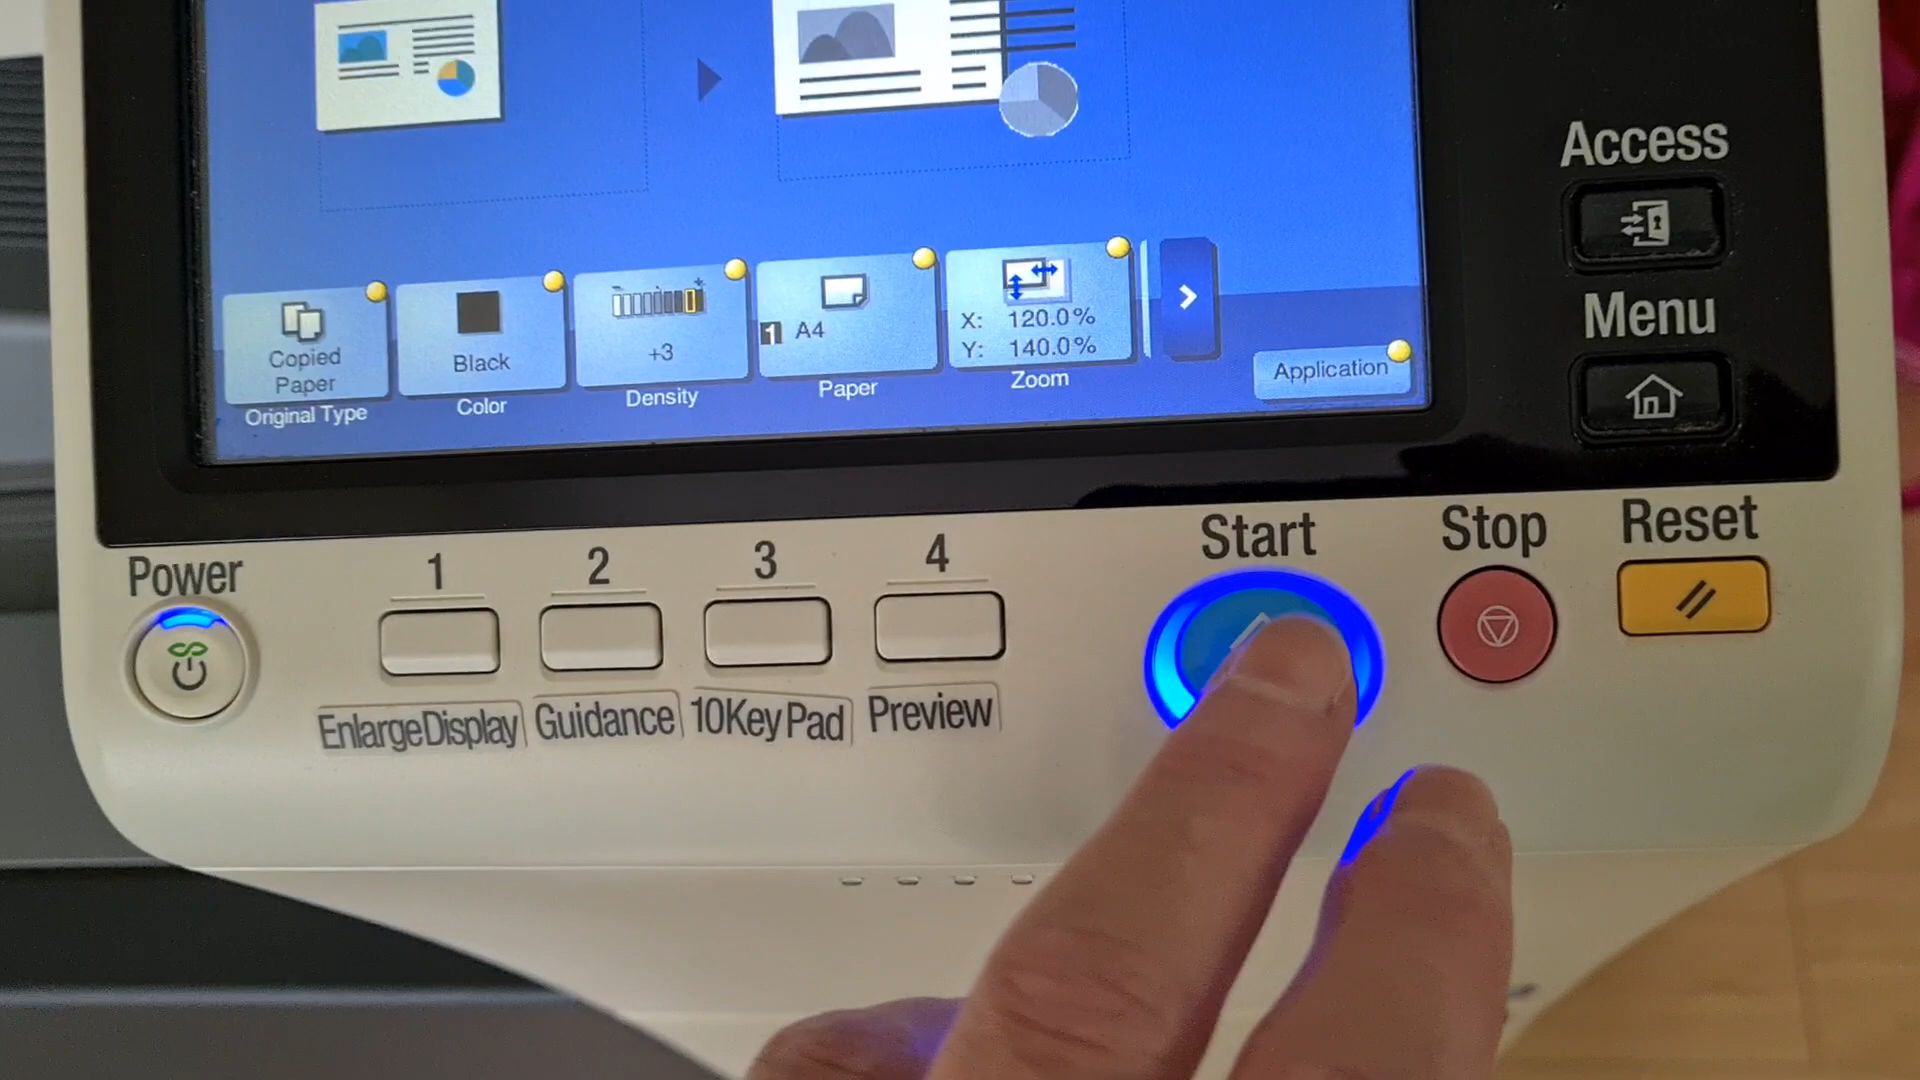 Access
Menu
Copied
Paper
Original Type
Black
Color
+3
Density
1 A4
Paper
X: 120.0%
Y: 140.0%
Zoom
Application
Power
1
2
3
4
Start
Stop
Reset
EnlargeDisplay
Guidance
10KeyPad
Preview